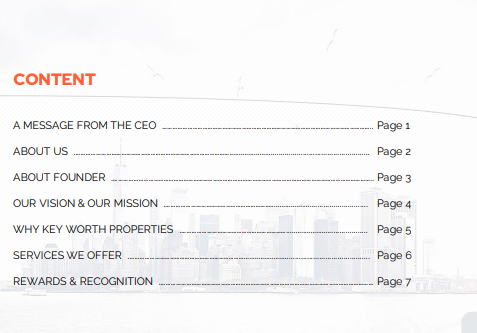 CONTENT
A MESSAGE FROM THE CEO Page 1
ABOUT US Page 2
ABOUT FOUNDER Page 3
OUR VISION & OUR MISSION Page 4
WHY KEY WORTH PROPERTIES Page 5
SERVICES WE OFFER Page 6
REWARDS & RECOGNITION Page 7